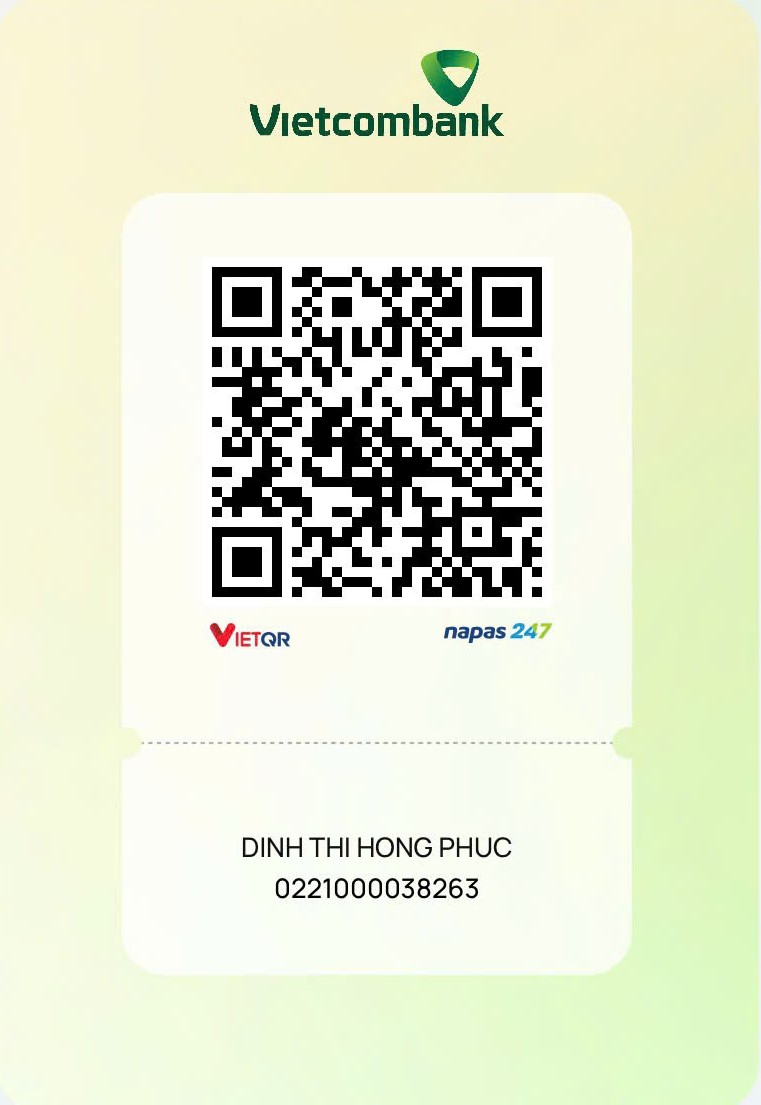 Vietcombank
VIETQR
napas 247
DINH THI HONG PHUC
0221000038263